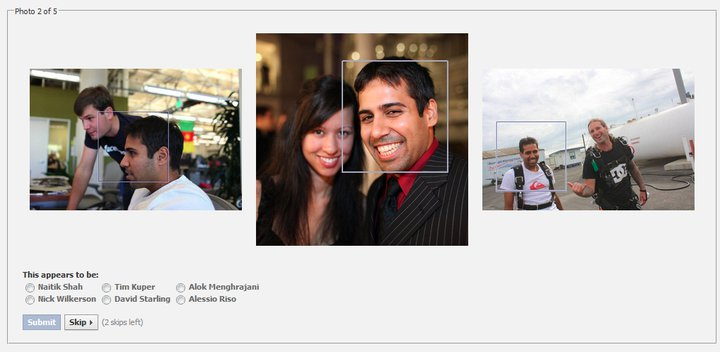 Photo 2 of 5
This appears to be:
Naitik Shah Tim Kuper Alok Menghrajani
Nick Wilkerson David Starling Alessio Riso
Submit Skip (2 skips left)